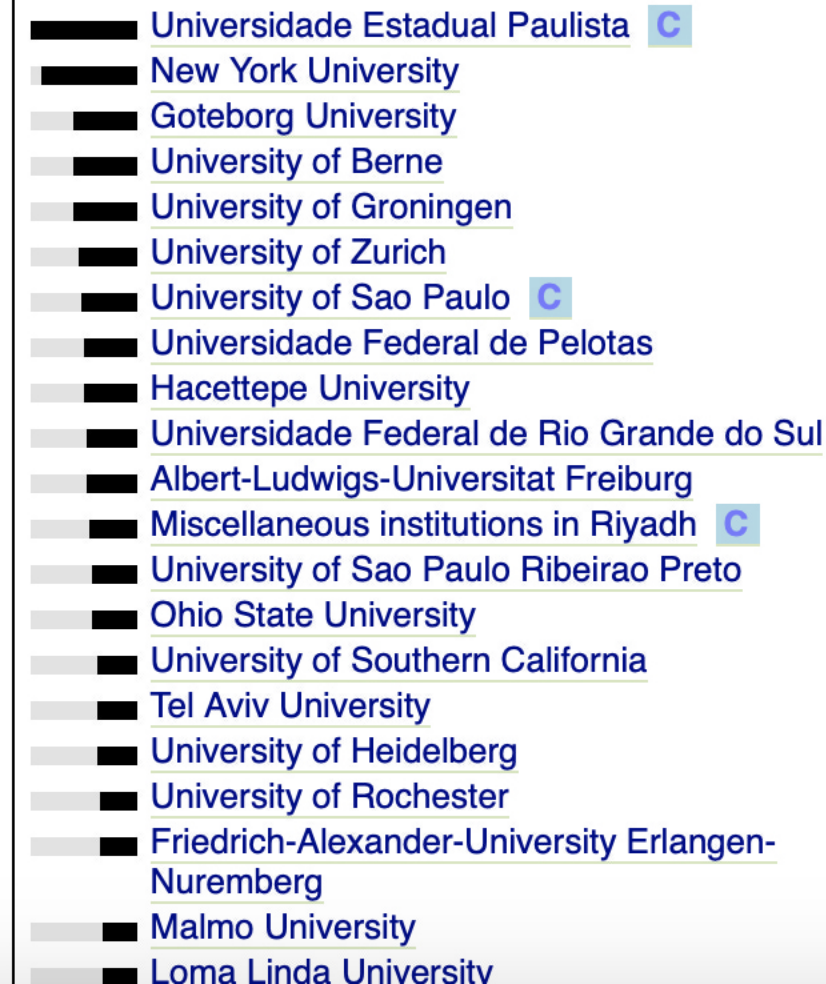 Universidade Estadual Paulista C
New York University
Goteborg University
University of Berne
University of Groningen
University of Zurich
University of Sao Paulo C
Universidade Federal de Pelotas
Hacettepe University
Universidade Federal de Rio Grande do Sul
Albert-Ludwigs-Universitat Freiburg
Miscellaneous institutions in Riyadh C
University of Sao Paulo Ribeirao Preto
Ohio State University
University of Southern California
Tel Aviv University
University of Heidelberg
University of Rochester
Friedrich-Alexander-University Erlangen-
Nuremberg
Malmo University
Loma Linda University